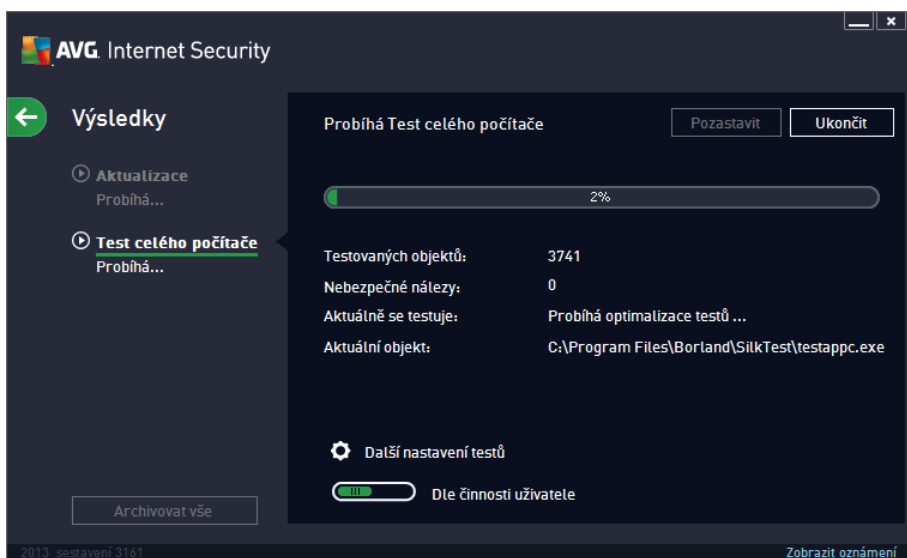 AVG. Internet Security
Výsledky
Aktualizace
Probíhá...
Test celého počítače
Probíhá...
Archivovat vše
Probíhá Test celého počítače
Pozastavit
Ukončit
2%
Testovaných objektů: 3741
Nebezpečné nálezy: 0
Aktuálně se testuje: Probíhá optimalizace testů ...
Aktuální objekt: C:\Program Files\Borland\SilkTest\testappc.exe
Další nastavení testů
Dle činnosti uživatele
2013 sestavení 3161
Zobrazit oznámení